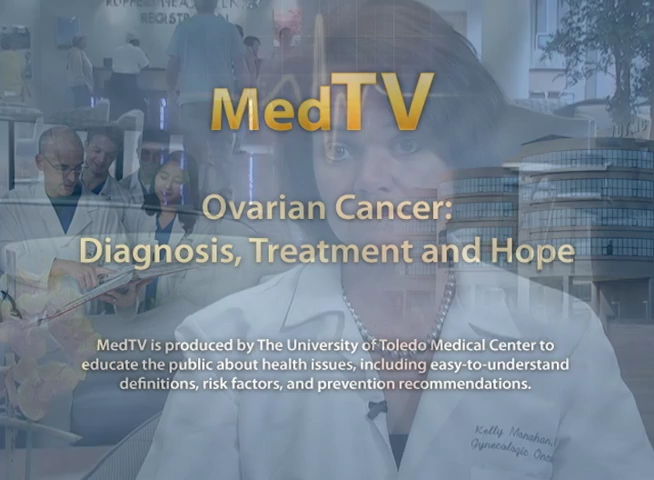 REGISTRATION
MedTV
Ovarian Cancer:
Diagnosis, Treatment and Hope
MedTV is produced by The University of Toledo Medical Center to
educate the public about health issues, including easy-to-understand
definitions, risk factors, and prevention recommendations.
Kelly Manahan,
Gynecologic Onc